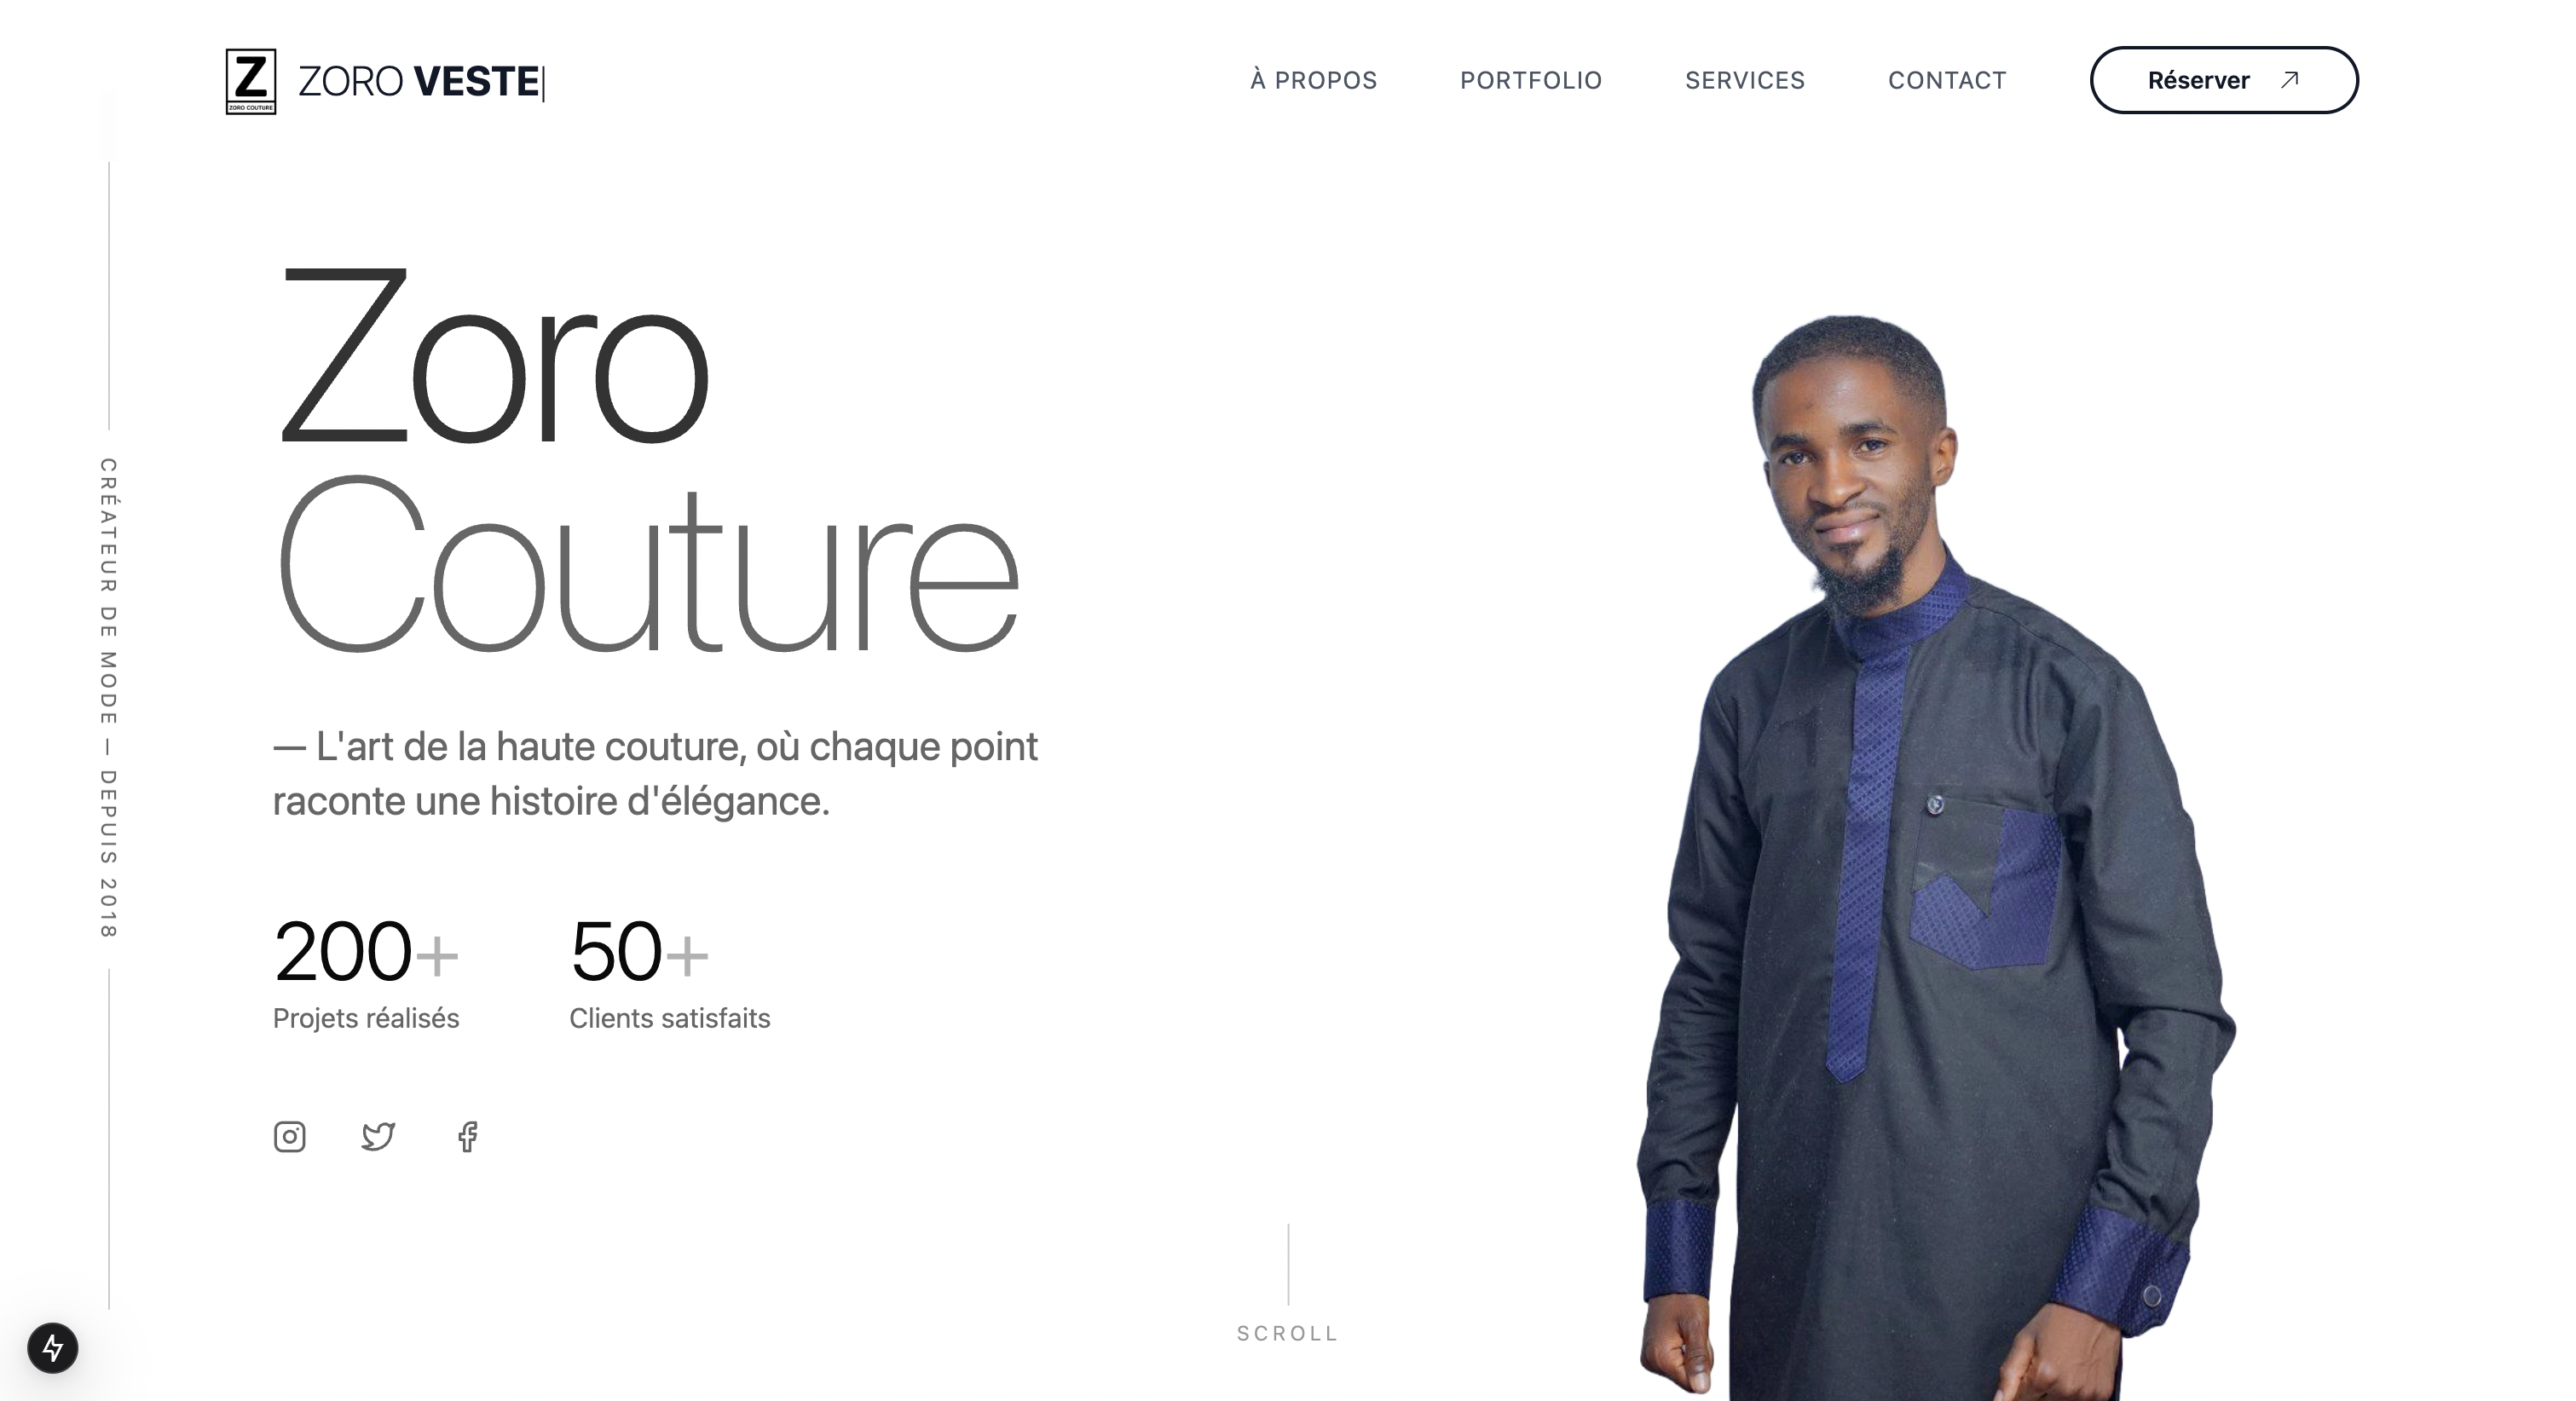 Z
ZORO COUTURE
ZORO VESTE
À PROPOS
PORTFOLIO
SERVICES
CONTACT
Réserver
CRÉATEUR DE MODE — DEPUIS 2018
Zoro
Couture
— L'art de la haute couture, où chaque point
raconte une histoire d'élégance.
200+
Projets réalisés
50+
Clients satisfaits
SCROLL